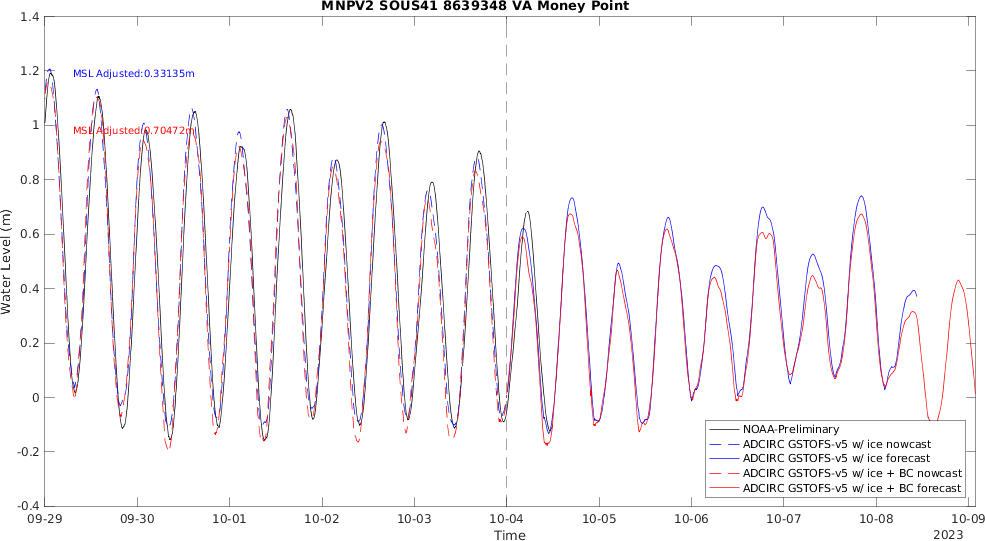 MNPV2 SOUS41 8639348 VA Money Point
1.4
1.2
1
0.8
0.6
0.4
0.2
0
-0.2
-0.4
Water Level (m)
MSL Adjusted:0.33135m
MSL Adjusted:0.70472m
NOAA-Preliminary
ADCIRC GSTOFS-v5 w/ ice nowcast
ADCIRC GSTOFS-v5 w/ ice forecast
ADCIRC GSTOFS-v5 w/ ice + BC nowcast
ADCIRC GSTOFS-v5 w/ ice + BC forecast
09-29 09-30 10-01 10-02 10-03 10-04 10-05 10-06 10-07 10-08 10-09
Time
2023